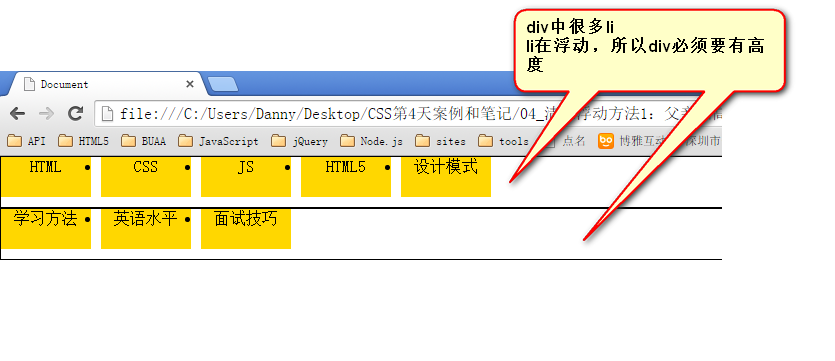 div中很多li
li在浮动，所以div必须要有高
度
Document
file:///C:/Users/Danny/Desktop/CSS第4天案例和笔记/04_清 浮动方法1：父亲
API HTML5 BUAA JavaScript jQuery Node.js sites tools 点名 博雅互动 深圳市
HTML CSS JS HTML5 设计模式
学习方法 英语水平 面试技巧